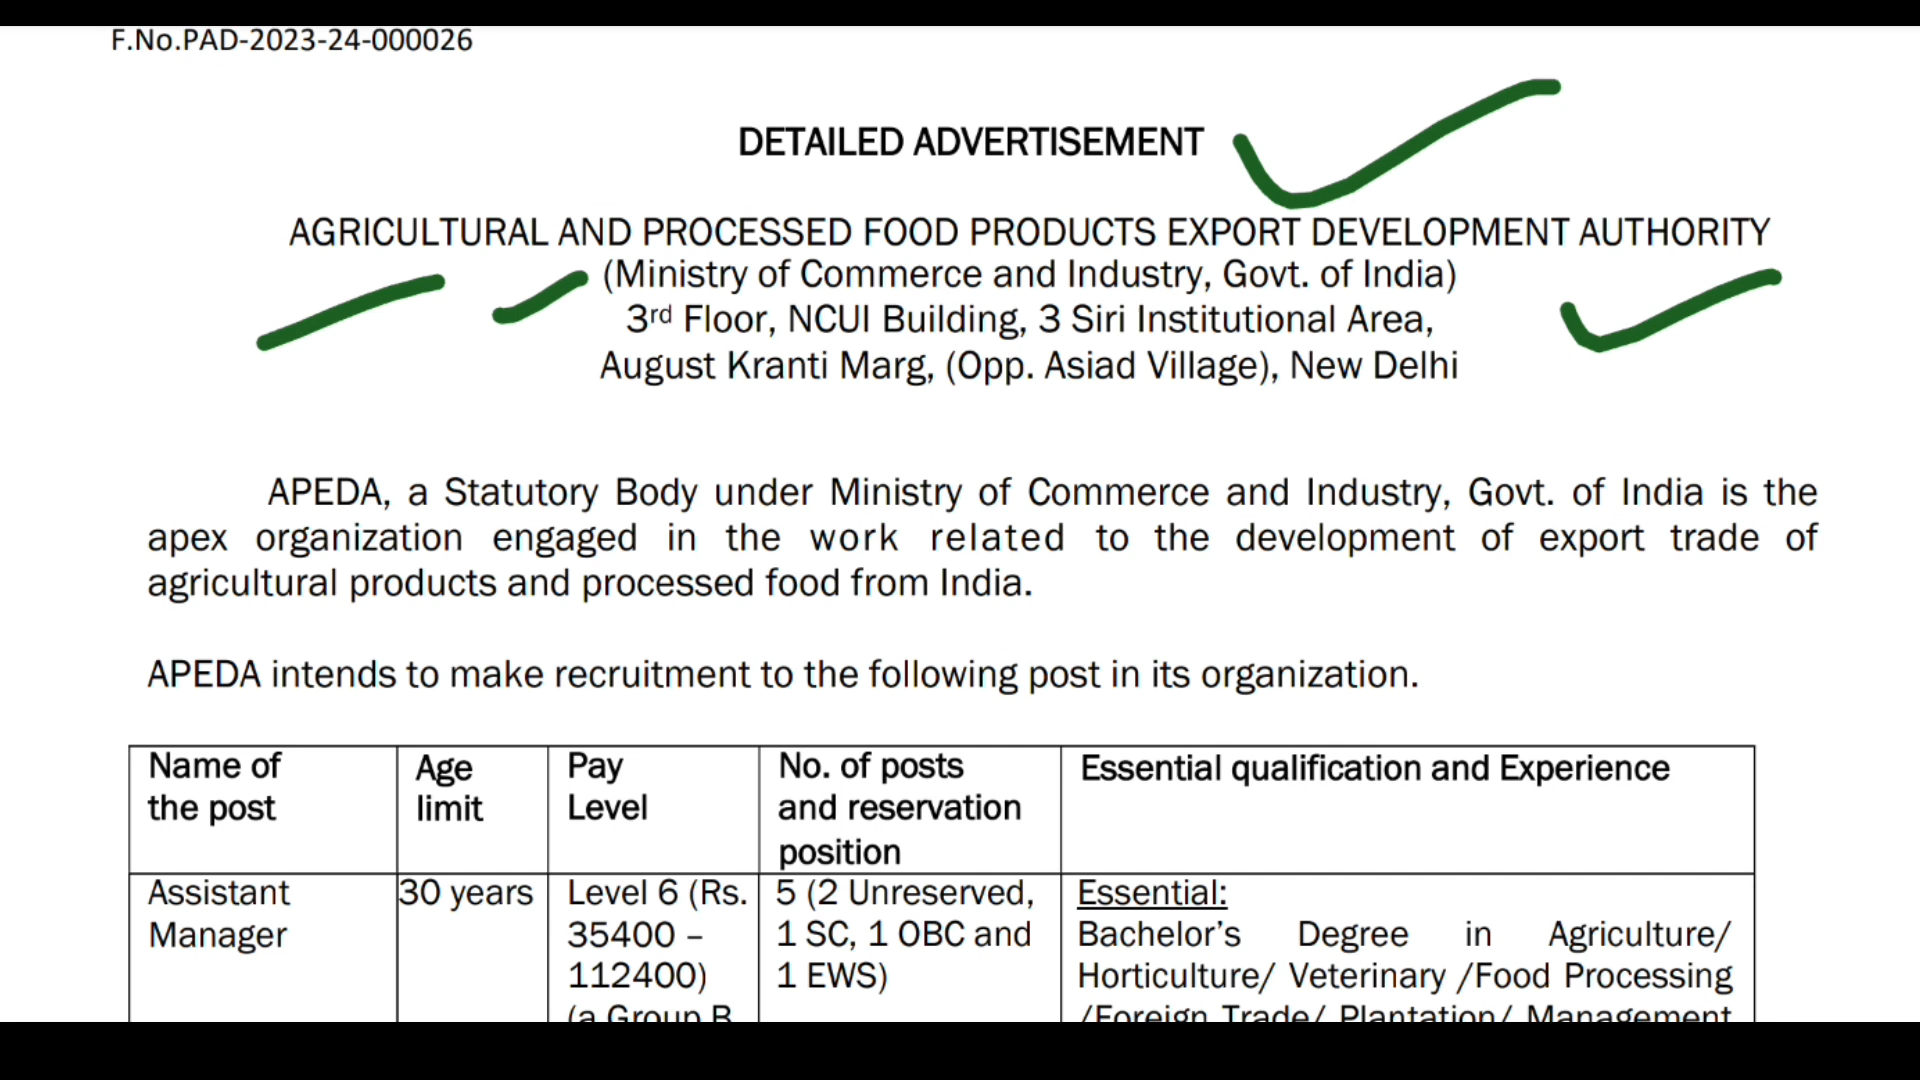 F.No.PAD-2023-24-000026
DETAILED ADVERTISEMENT
AGRICULTURAL AND PROCESSED FOOD PRODUCTS EXPORT DEVELOPMENT AUTHORITY
(Ministry of Commerce and Industry, Govt. of India)
3rd Floor, NCUI Building, 3 Siri Institutional Area,
August Kranti Marg, (Opp. Asiad Village), New Delhi
APEDA, a Statutory Body under Ministry of Commerce and Industry, Govt. of India is the
apex organization engaged in the work related to the development of export trade of
agricultural products and processed food from India.
APEDA intends to make recruitment to the following post in its organization.
Name of
the post
Age
limit
Pay
Level
No. of posts
and reservation
position
Essential qualification and Experience
Assistant
Manager
30 years
Level 6 (Rs.
35400 –
112400)
(a Group B
5 (2 Unreserved,
1 SC, 1 OBC and
1 EWS)
Essential:
Bachelor's Degree in Agriculture/
Horticulture/ Veterinary /Food Processing
/Foreign Trade/ Plantation/ Management